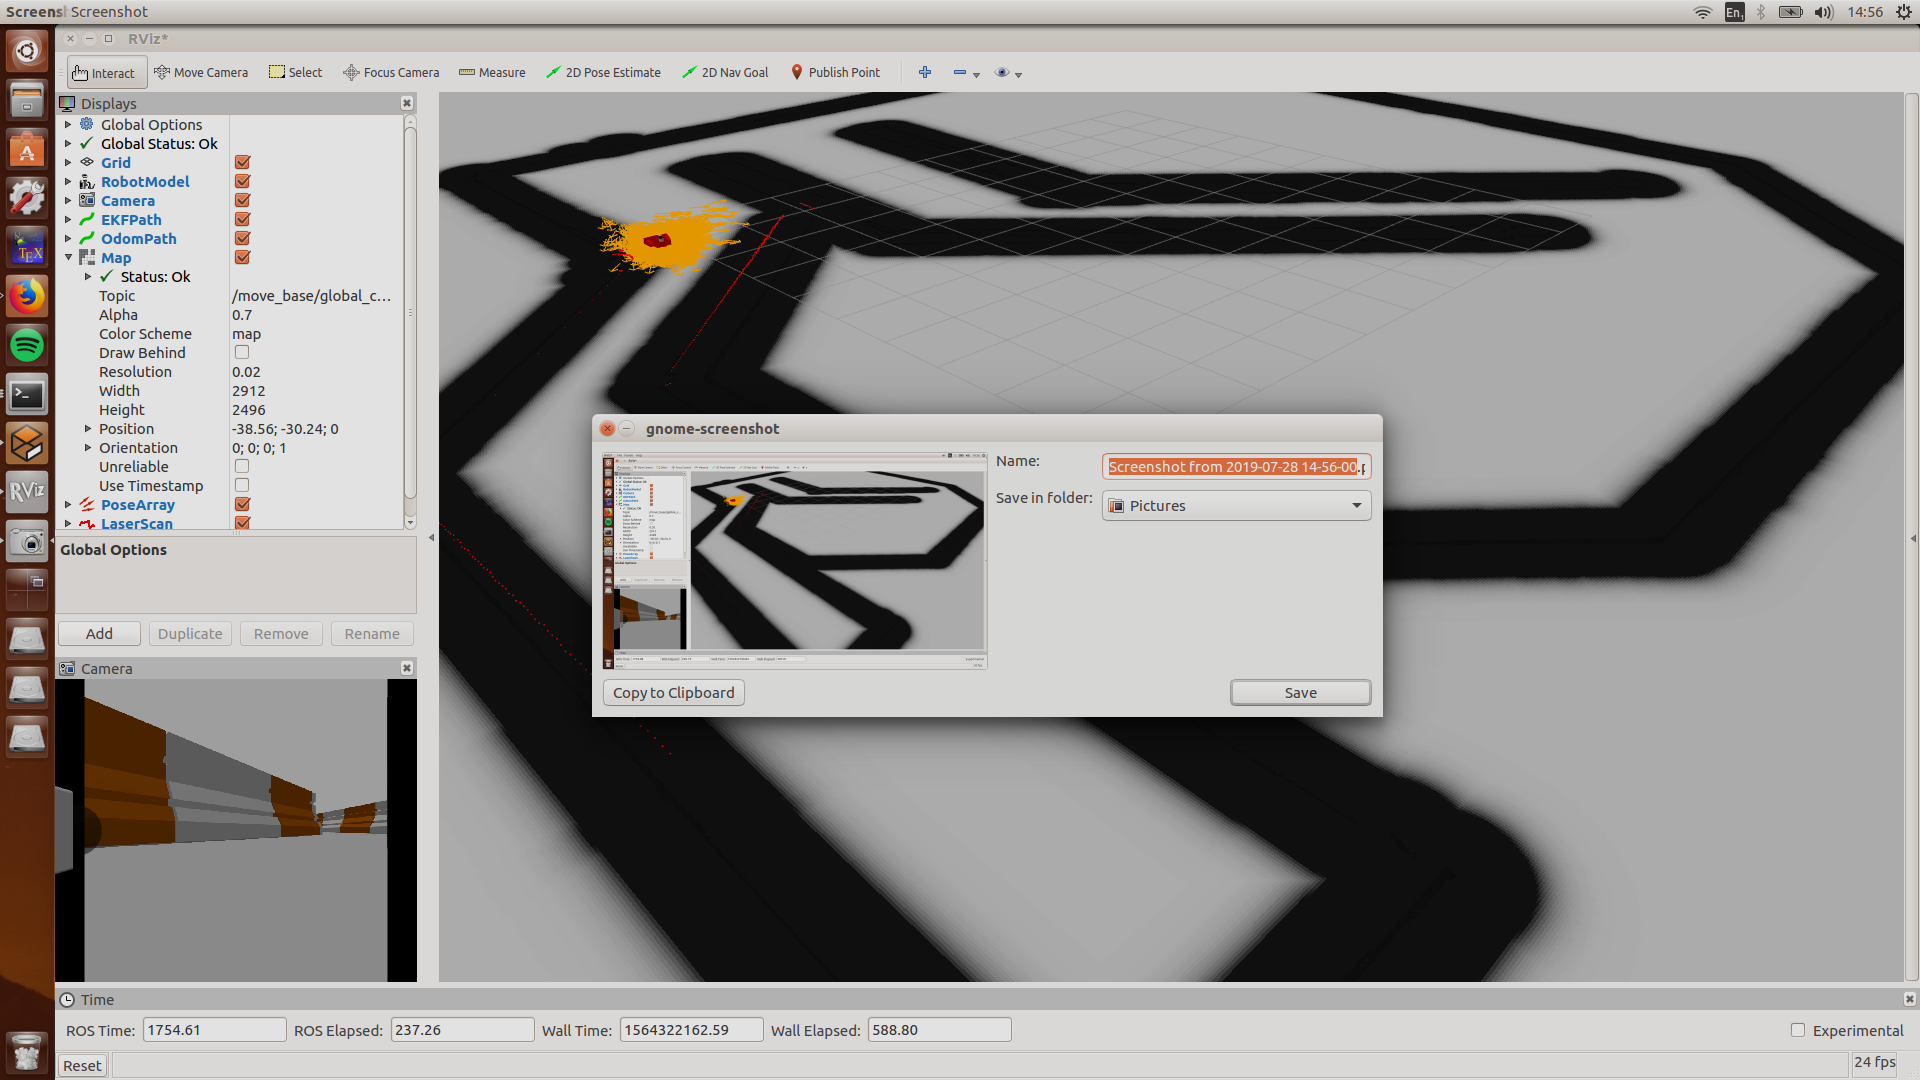 Screenshot
Screenshot
En
14:56
RViz*
Interact
Move Camera
Select
Focus Camera
Measure
2D Pose Estimate
2D Nav Goal
Publish Point
Displays
Global Options
Global Status: Ok
Grid
RobotModel
Camera
EKFPath
OdomPath
Map
Status: Ok
Topic /move_base/global_c...
Alpha 0.7
Color Scheme map
Draw Behind
Resolution 0.02
Width 2912
Height 2496
Position -38.56; -30.24; 0
Orientation 0; 0; 0; 1
Unreliable
Use Timestamp
PoseArray
LaserScan
Global Options
Add Duplicate Remove Rename
Camera
gnome-screenshot
Name: Screenshot from 2019-07-28 14-56-00.p
Save in folder: Pictures
Copy to Clipboard
Save
TEX
RViz
Time
ROS Time: 1754.61 ROS Elapsed: 237.26 Wall Time: 1564322162.59 Wall Elapsed: 588.80 Experimental
Reset
24 fps